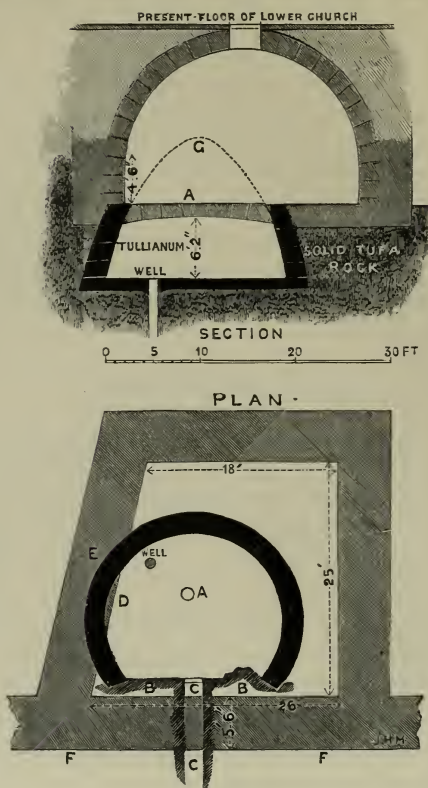 PRESENT-FLOOR OF LOWER CHURCH
G
4.6"
A
TULLIANUM
6.2"
WELL
SOLID TUFA
ROCK
SECTION
0 5 10 20 30 FT
PLAN-
18'
E
WELL
D
A
25'
B C B
26
5.6"
F C F
J.H.M